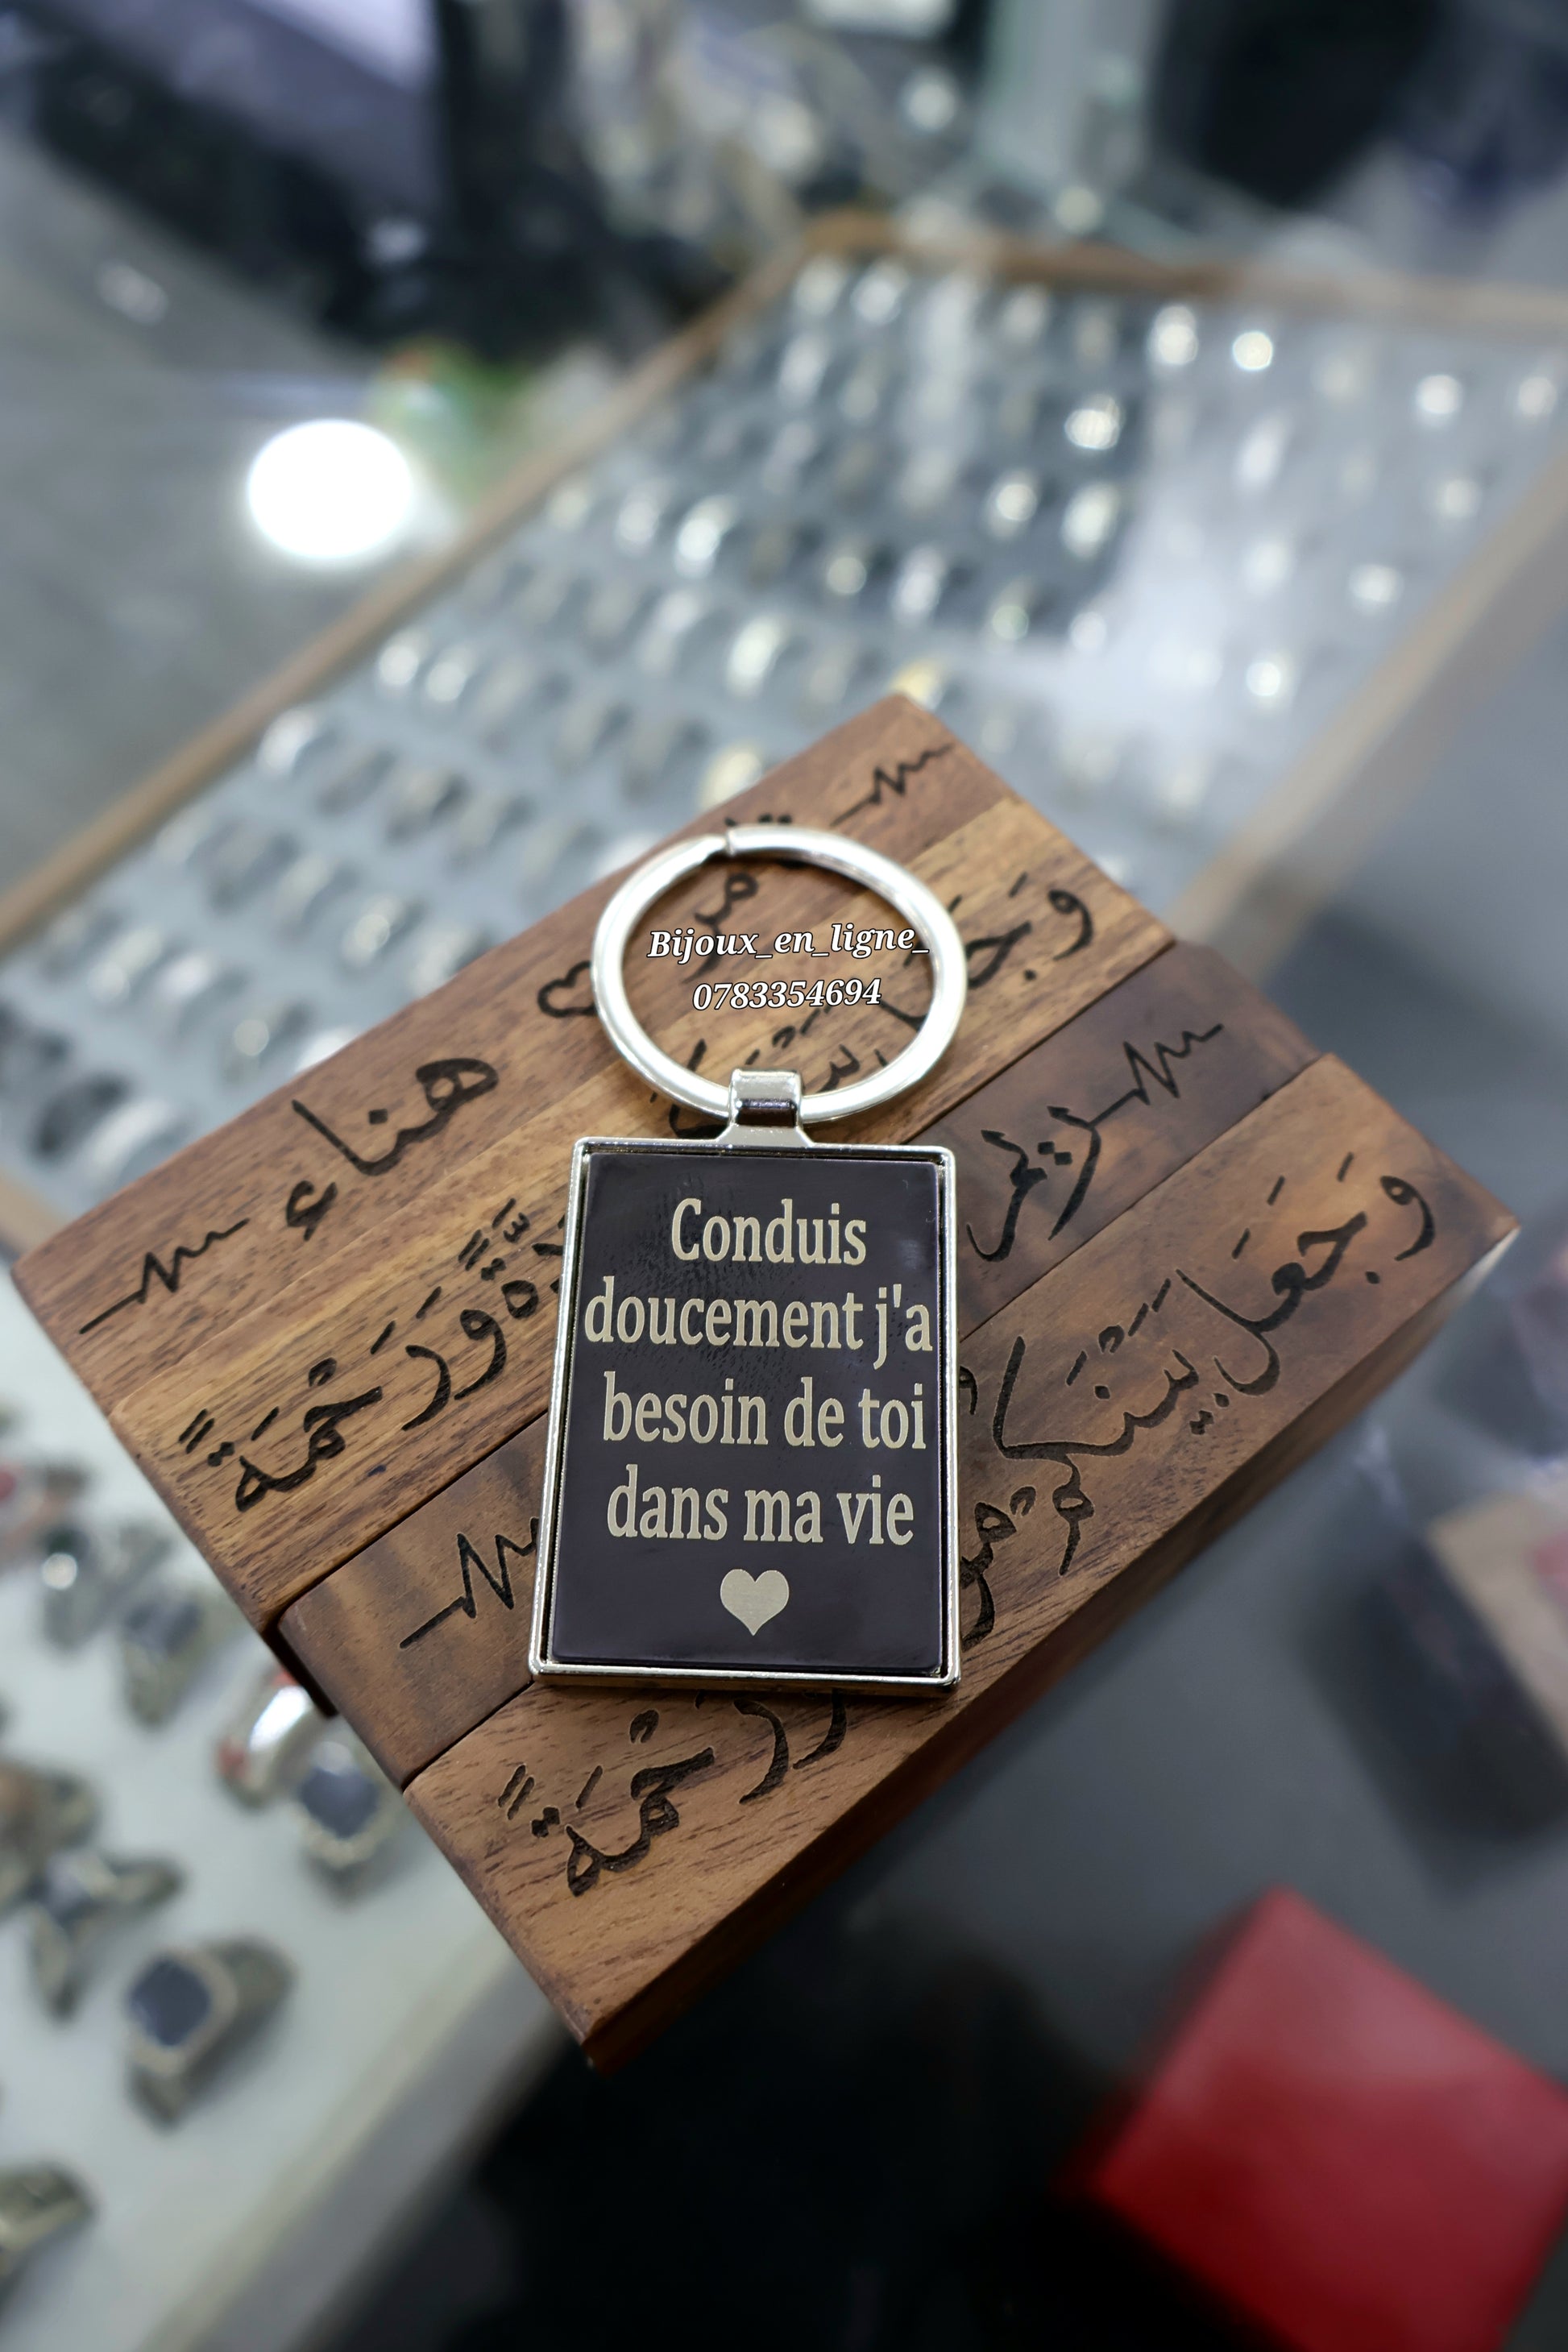 Bijoux_en_ligne_
0783354694
Conduis
doucement j'a
besoin de toi
dans ma vie
هناء
وَجَعَلَ
وَرَحْمَةً
وَجَعَلَ بَيْنَكُمْ
وَرَحْمَةً